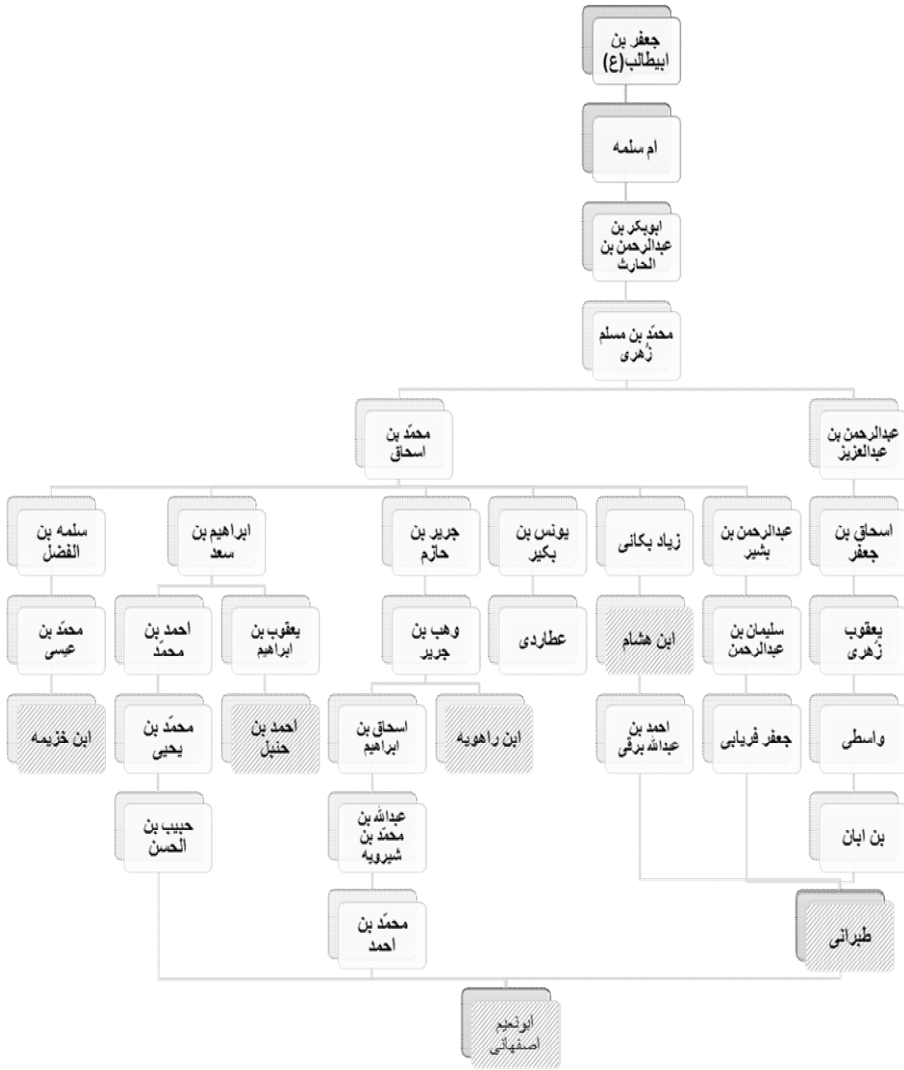 جعفر بن
ابیطالب(ع)
ام سلمه
ابوبکر بن
عبدالرحمن بن
الحارث
محمّد بن مسلم
زُهری
عبدالرحمن بن
عبدالعزیز
محمّد بن
اسحاق
اسحاق بن
جعفر
عبدالرحمن بن
بشیر
زیاد بکائی
یونس بن
بکیر
جریر بن
حازم
ابراهیم بن
سعد
سلمه بن
الفضل
یعقوب
زُهری
سلیمان بن
عبدالرحمن
ابن هشام
عطاردی
وهب بن
جریر
یعقوب بن
ابراهیم
احمد بن
محمّد
محمّد بن
عیسی
واسطی
جعفر فریابی
احمد بن
عبدالله برقی
ابن راهویه
اسحاق بن
ابراهیم
احمد بن
حنبل
محمّد بن
یحیی
ابن خزیمه
بن ابان
عبدالله بن
محمّد بن
شیرویه
حبیب بن
الحسن
طبرانی
محمّد بن
احمد
ابونعیم
اصفهانی